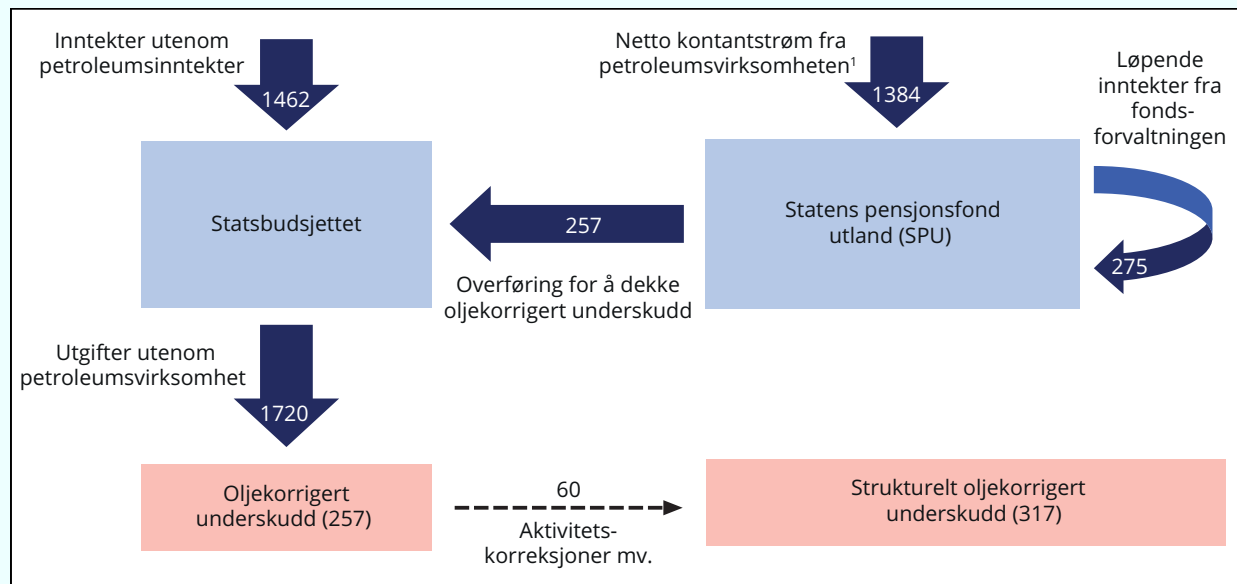 Inntekter utenom
petroleumsinntekter
1462
Netto kontantstrøm fra
petroleumsvirksomheten¹
1384
Løpende
inntekter fra
fonds-
forvaltningen
Statsbudsjettet
257
Statens pensjonsfond
utland (SPU)
275
Overføring for å dekke
oljekorrigert underskudd
Utgifter utenom
petroleumsvirksomhet
1720
Oljekorrigert
underskudd (257)
60
Aktivitets-
korreksjoner mv.
Strukturelt oljekorrigert
underskudd (317)